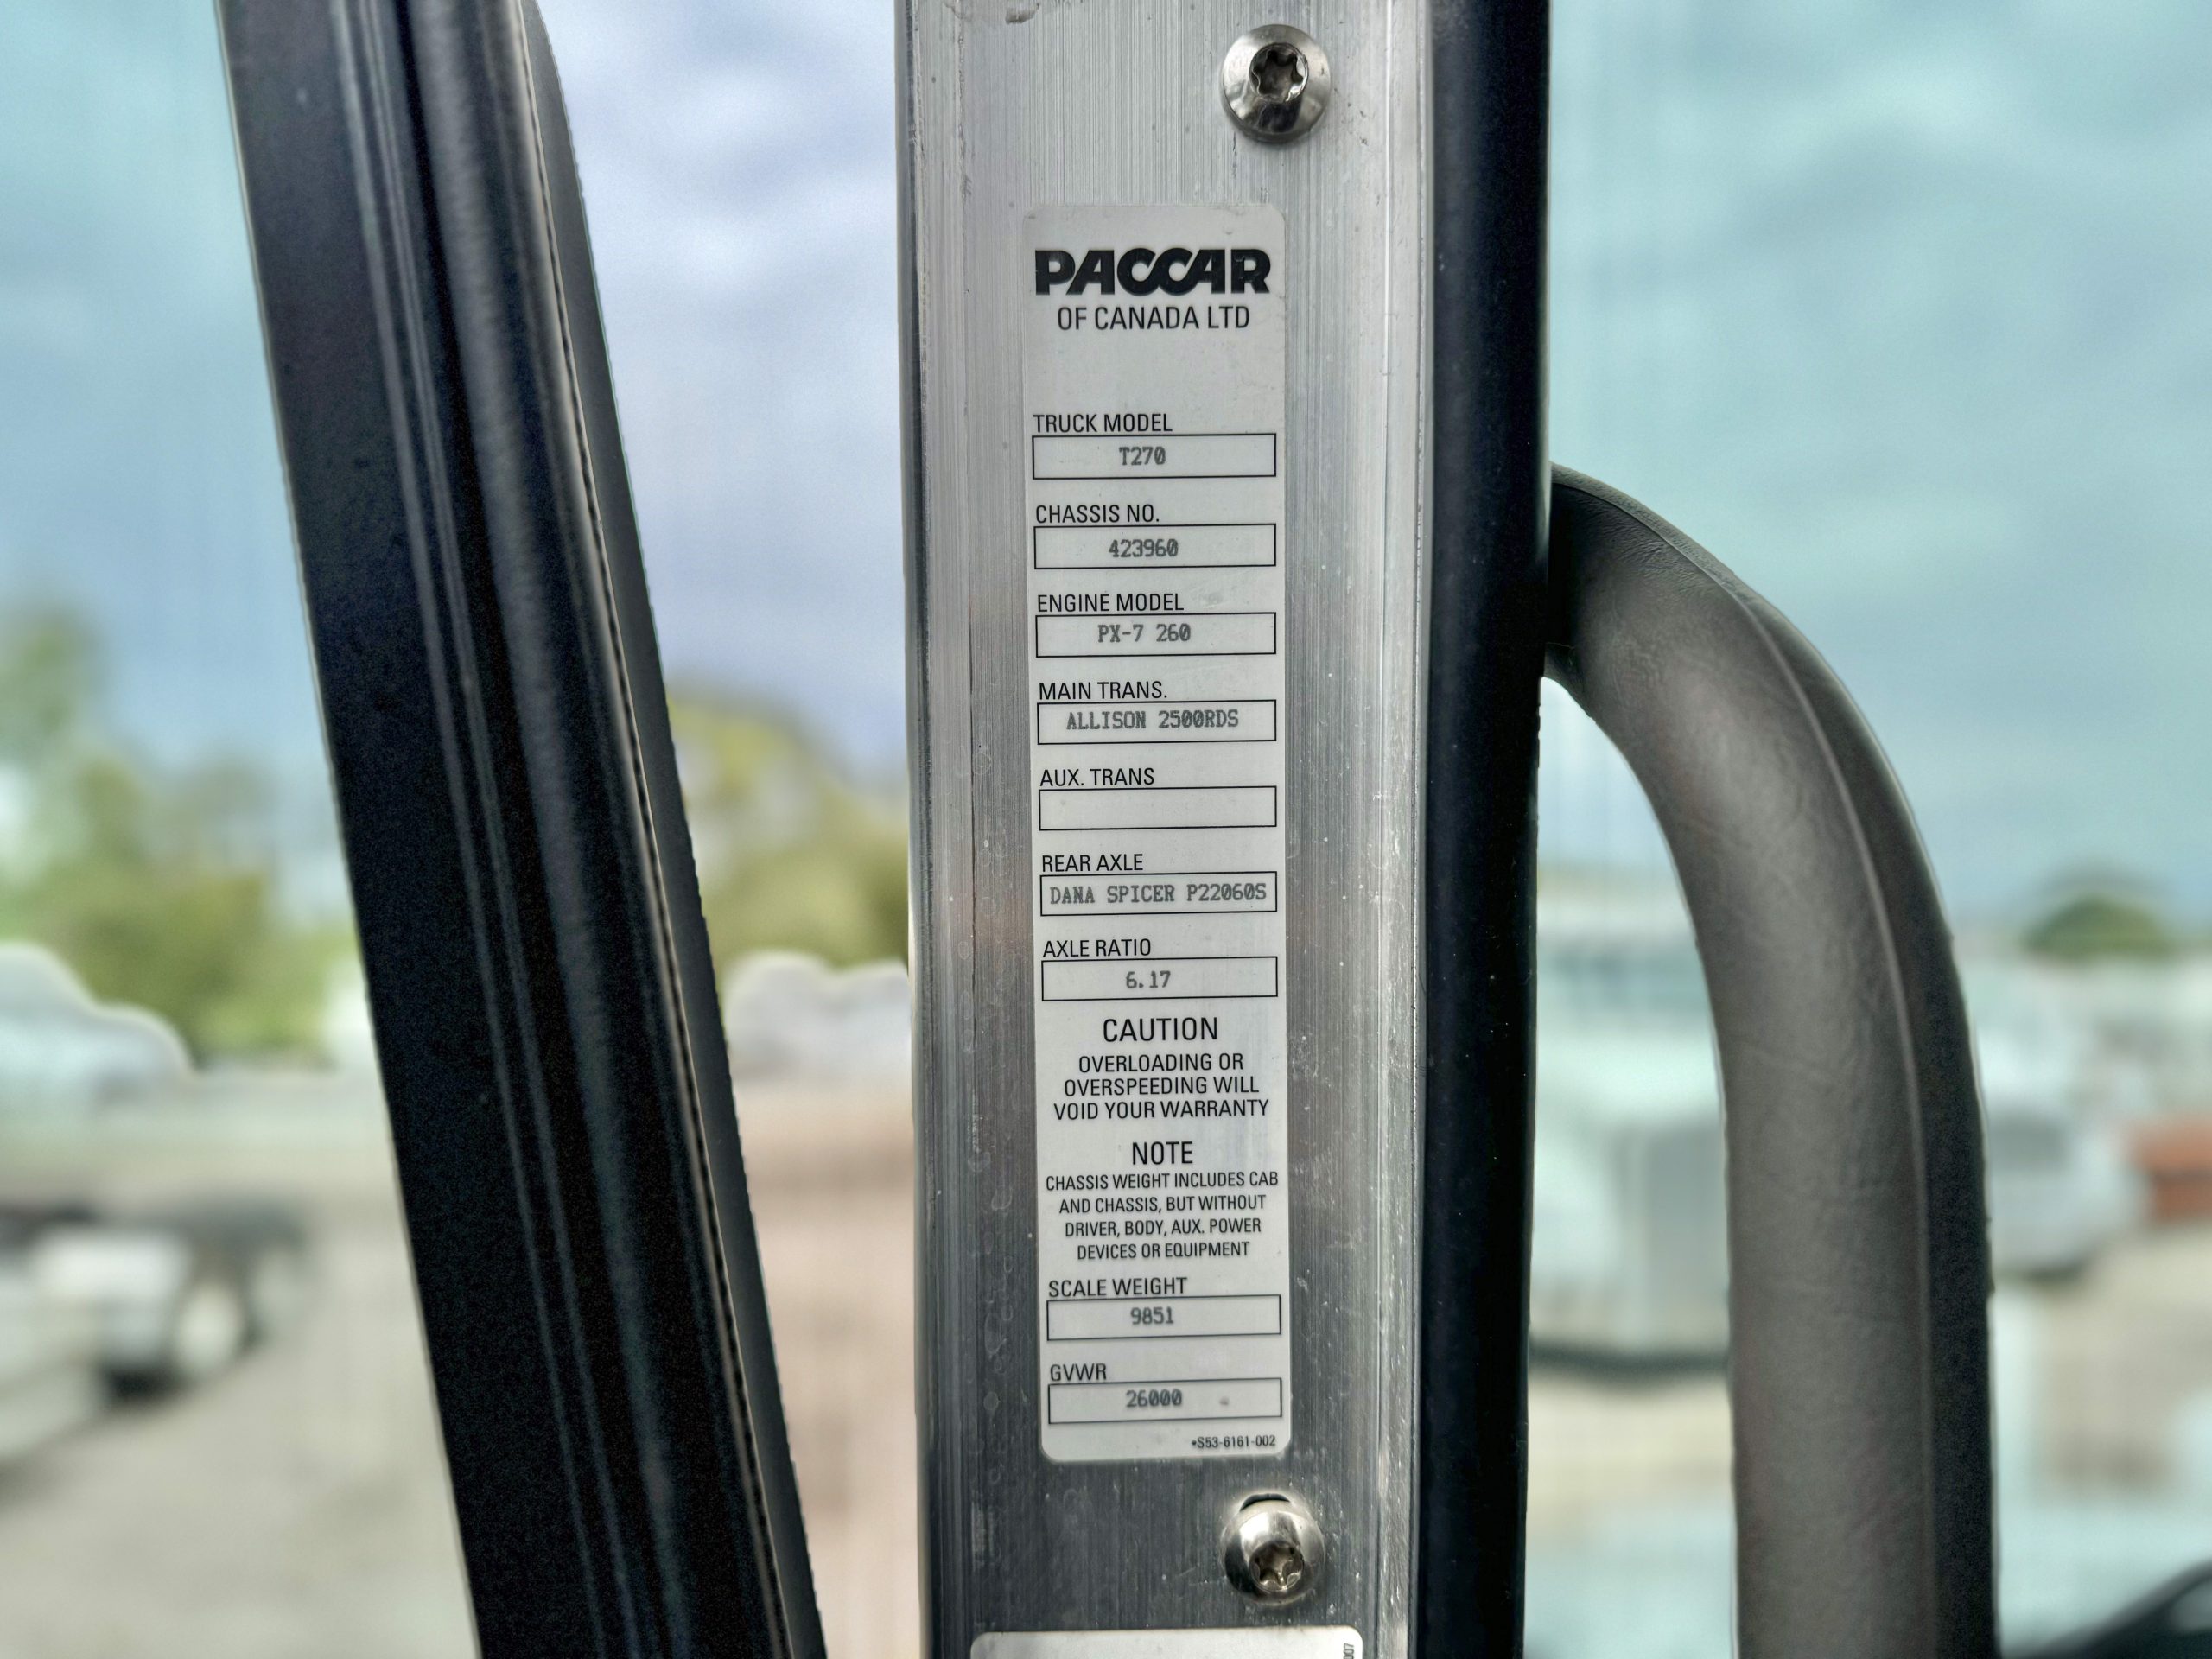 PACCAR
OF CANADA LTD
TRUCK MODEL
T270
CHASSIS NO.
423960
ENGINE MODEL
PX-7 260
MAIN TRANS.
ALLISON 2500RDS
AUX. TRANS
REAR AXLE
DANA SPICER P22060S
AXLE RATIO
6.17
CAUTION
OVERLOADING OR
OVERSPEEDING WILL
VOID YOUR WARRANTY
NOTE
CHASSIS WEIGHT INCLUDES CAB
AND CHASSIS, BUT WITHOUT
DRIVER, BODY, AUX. POWER
DEVICES OR EQUIPMENT
SCALE WEIGHT
9851
GVWR
26000
*S53-6161-002